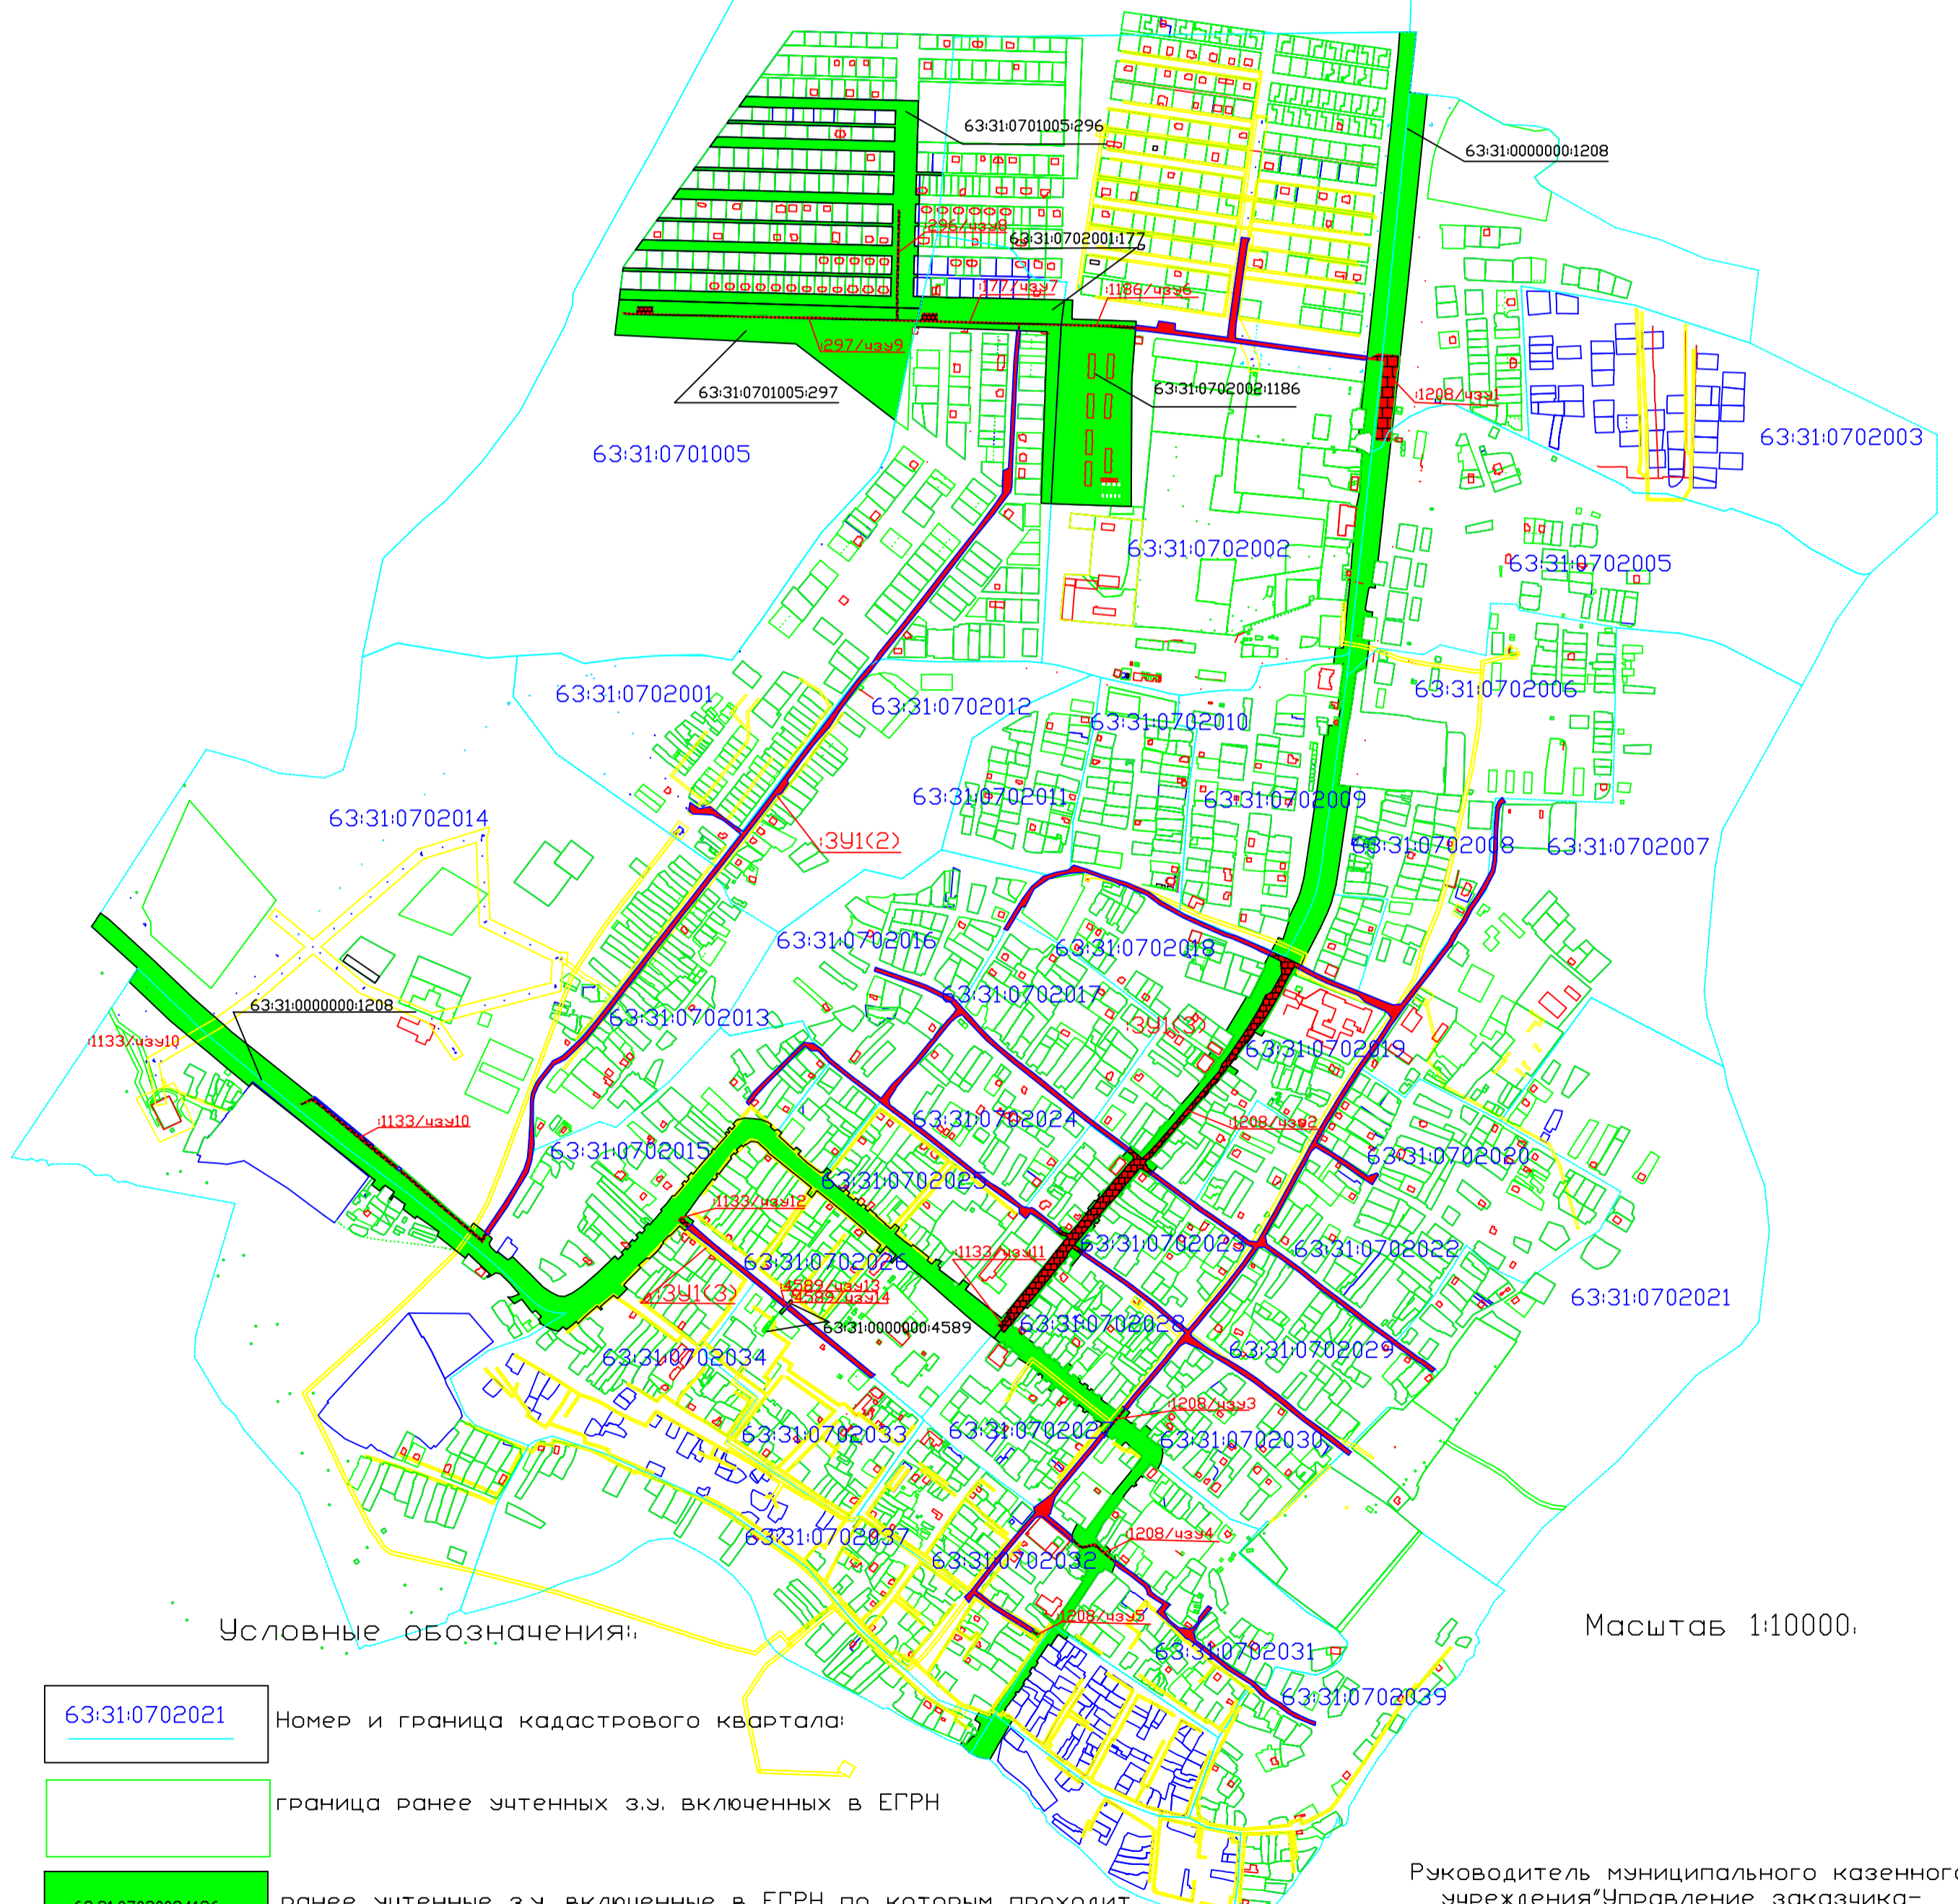 63:31:0701005:296
63:31:0000000:1208
:296/чзу8
63:31:0702001:177
:177/чзу7
:1186/чзу6
:297/чзу9
63:31:0701005:297
63:31:0702002:1186
:1208/чзу1
63:31:0702003
63:31:0701005
63:31:0702002
63:31:0702005
63:31:0702001
63:31:0702012
63:31:0702010
63:31:0702006
63:31:0702011
63:31:0702009
63:31:0702014
:ЗУ1(2)
63:31:0702008
63:31:0702007
63:31:0702016
63:31:0702018
63:31:0702017
63:31:0000000:1208
63:31:0702013
:ЗУ1(3)
:1133/чзу10
63:31:0702019
:1133/чзу10
63:31:0702024
:1208/чзу2
63:31:0702015
63:31:0702020
63:31:0702025
:1133/чзу12
63:31:0702023
63:31:0702022
:1133/чзу11
63:31:0702026
:4589/чзу13
:4589/чзу14
:ЗУ1(3)
63:31:0702021
63:31:0000000:4589
63:31:0702028
63:31:0702034
63:31:0702029
:1208/чзу3
63:31:0702033
63:31:0702027
63:31:0702030
63:31:0702037
:1208/чзу4
63:31:0702032
:1208/чзу5
Условные обозначения:
Масштаб 1:10000
63:31:0702031
63:31:0702039
63:31:0702021
Номер и граница кадастрового квартала
граница ранее учтенных з.у. включенных в ЕГРН
Руководитель муниципального казенного
ранее учтенные з.у. включенные в ЕГРН по которым проходит
учреждения"Управление заказчика-